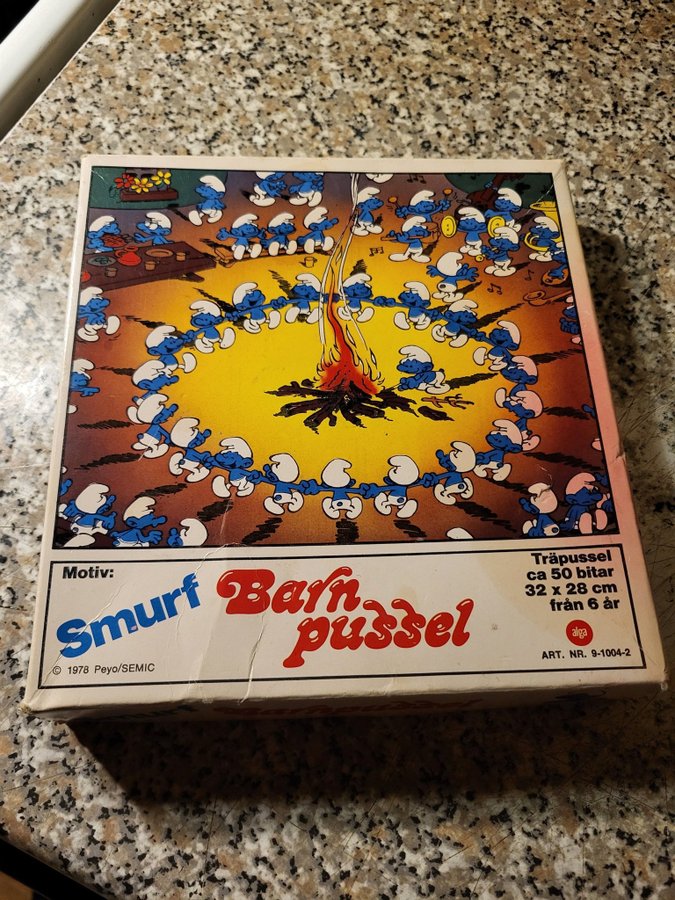 Motiv:
Smurf
Barn
pussel
© 1978 Peyo/SEMIC
Träpussel
ca 50 bitar
32 x 28 cm
från 6 år
alga
ART. NR. 9-1004-2